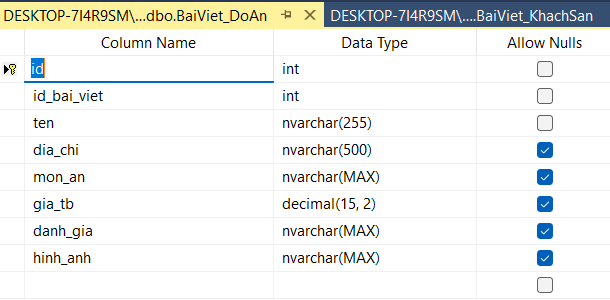 DESKTOP-7I4R9SM\...dbo.BaiViet_DoAn DESKTOP-7I4R9SM\....BaiViet_KhachSan
Column Name Data Type Allow Nulls
id int
id_bai_viet int
ten nvarchar(255)
dia_chi nvarchar(500)
mon_an nvarchar(MAX)
gia_tb decimal(15, 2)
danh_gia nvarchar(MAX)
hinh_anh nvarchar(MAX)